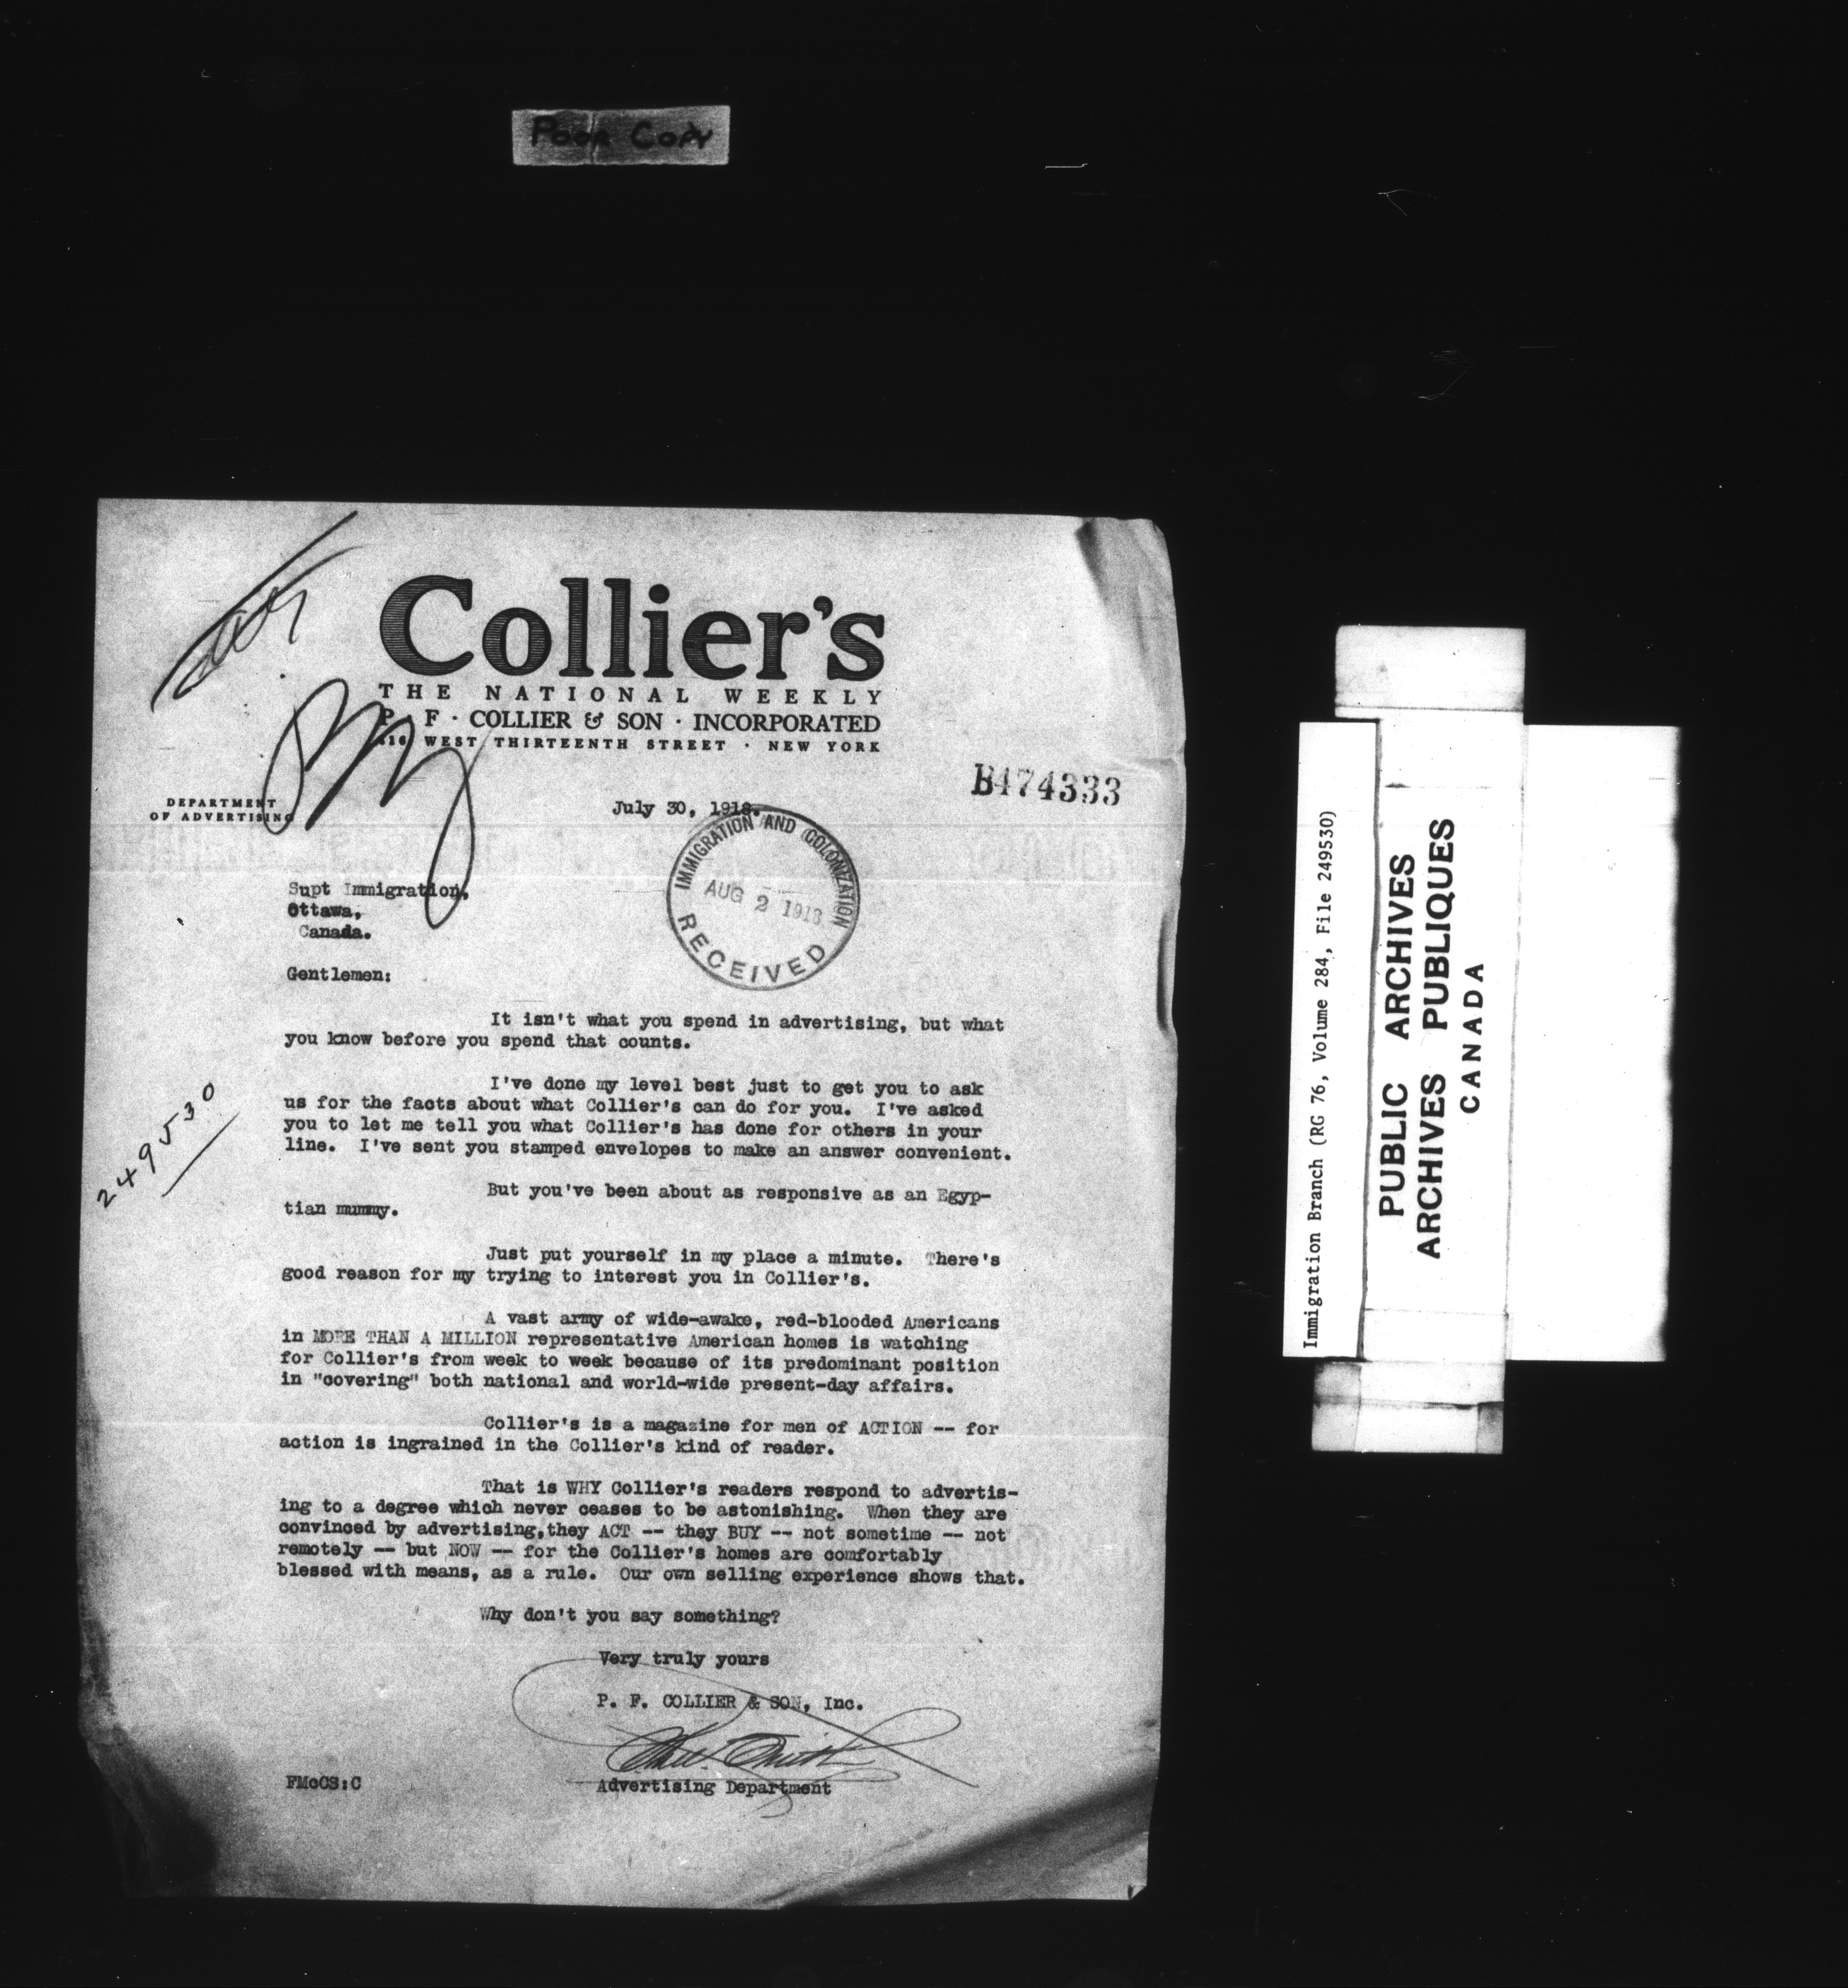 Poor Copy
Collier's
THE NATIONAL WEEKLY
P · F · COLLIER & SON · INCORPORATED
416 WEST THIRTEENTH STREET · NEW YORK
DEPARTMENT
OF ADVERTISING
B474333
July 30, 1918.
IMMIGRATION AND COLONIZATION
AUG 2 1918
RECEIVED
Supt Immigration,
Ottawa,
Canada.
Gentlemen:
It isn't what you spend in advertising, but what
you know before you spend that counts.
I've done my level best just to get you to ask
us for the facts about what Collier's can do for you. I've asked
you to let me tell you what Collier's has done for others in your
line. I've sent you stamped envelopes to make an answer convenient.
249530
But you've been about as responsive as an Egyp-
tian mummy.
Just put yourself in my place a minute. There's
good reason for my trying to interest you in Collier's.
A vast army of wide-awake, red-blooded Americans
in MORE THAN A MILLION representative American homes is watching
for Collier's from week to week because of its predominant position
in "covering" both national and world-wide present-day affairs.
Collier's is a magazine for men of ACTION -- for
action is ingrained in the Collier's kind of reader.
That is WHY Collier's readers respond to advertis-
ing to a degree which never ceases to be astonishing. When they are
convinced by advertising,they ACT -- they BUY -- not sometime -- not
remotely -- but NOW -- for the Collier's homes are comfortably
blessed with means, as a rule. Our own selling experience shows that.
Why don't you say something?
Very truly yours
P. F. COLLIER & SON, Inc.
Advertising Department
FMcCS:C
Immigration Branch (RG 76, Volume 284, File 249530)
PUBLIC ARCHIVES
ARCHIVES PUBLIQUES
CANADA